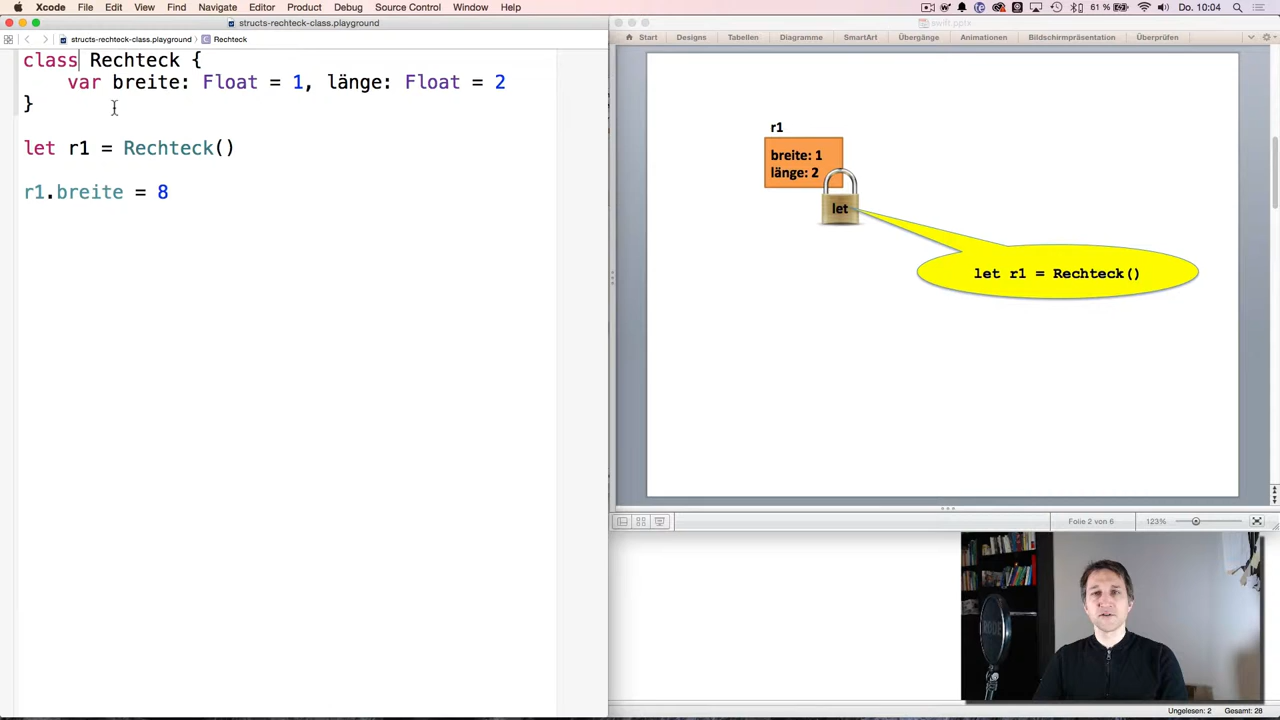 Xcode File Edit View Find Navigate Editor Product Debug Source Control Window Help
61 % Do. 10:04
structs-rechteck-class.playground
structs-rechteck-class.playground Rechteck
class Rechteck {
var breite: Float = 1, länge: Float = 2
}
let r1 = Rechteck()
r1.breite = 8
swift.pptx
Start Designs Tabellen Diagramme SmartArt Übergänge Animationen Bildschirmpräsentation Überprüfen
r1
breite: 1
länge: 2
let
let r1 = Rechteck()
Folie 2 von 6 123%
RODE
Ungelesen: 2 Gesamt: 28